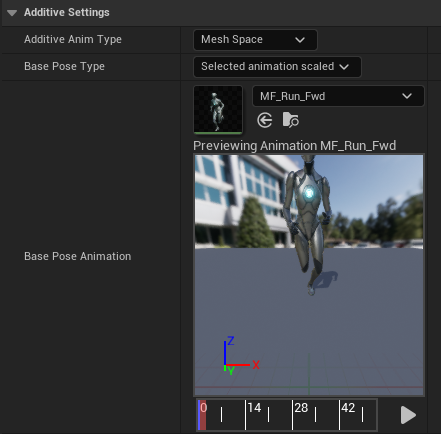 Additive Settings
Additive Anim Type
Mesh Space
Base Pose Type
Selected animation scaled
MF_Run_Fwd
Previewing Animation MF_Run_Fwd
Base Pose Animation
Z
X
Y
0 14 28 42